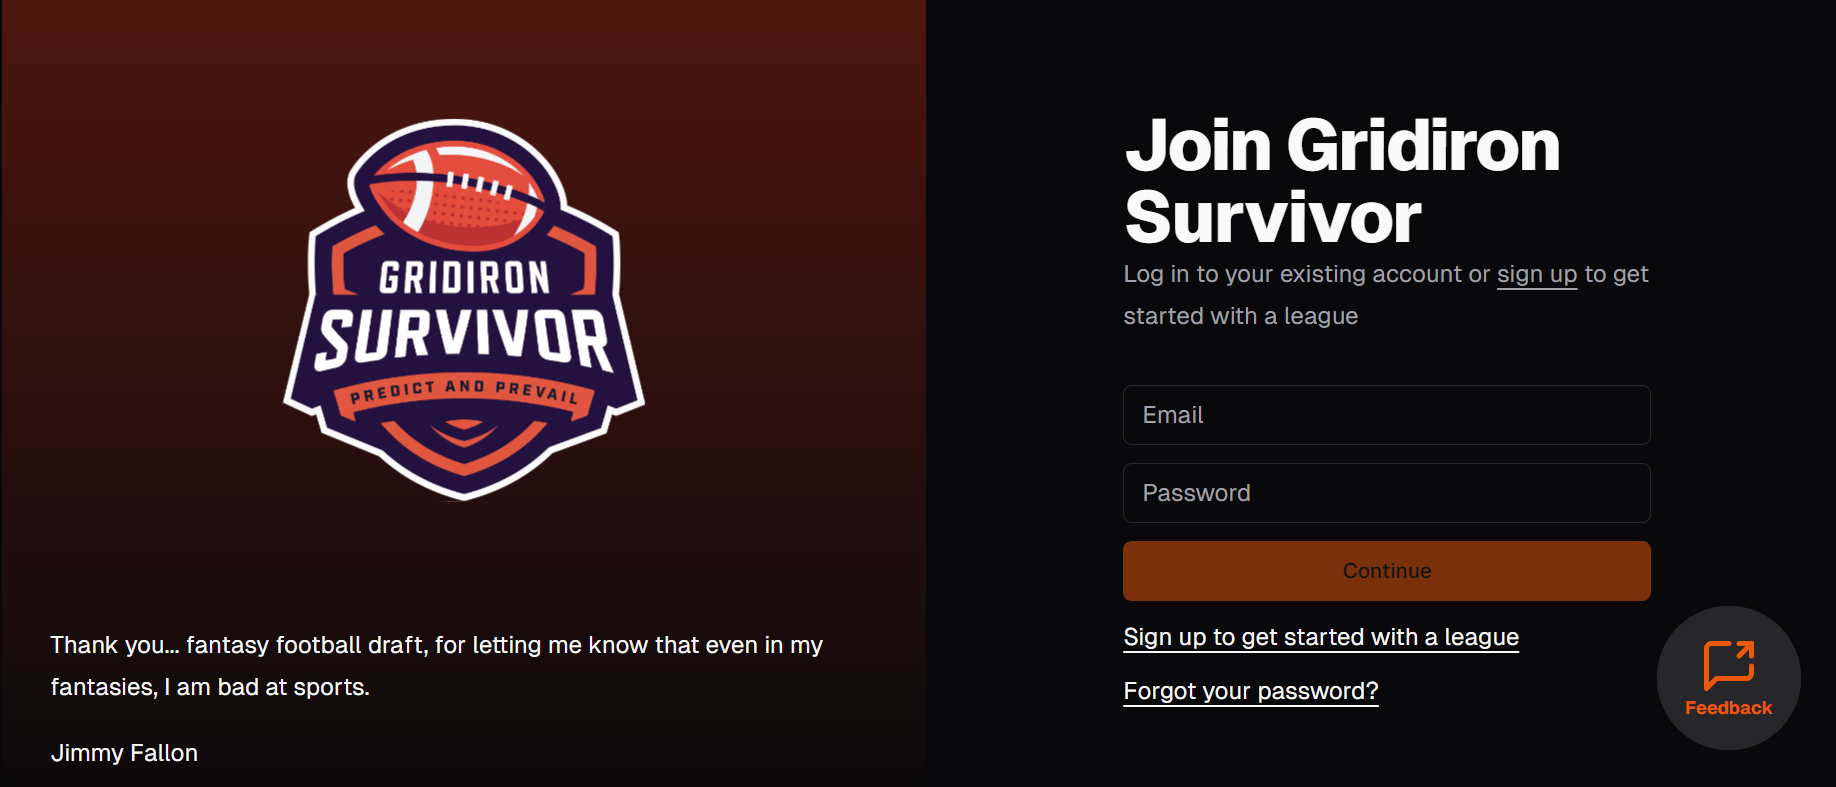 GRIDIRON
SURVIVOR
PREDICT AND PREVAIL
Thank you... fantasy football draft, for letting me know that even in my
fantasies, I am bad at sports.
Jimmy Fallon
Join Gridiron
Survivor
Log in to your existing account or sign up to get
started with a league
Email
Password
Continue
Sign up to get started with a league
Forgot your password?
Feedback